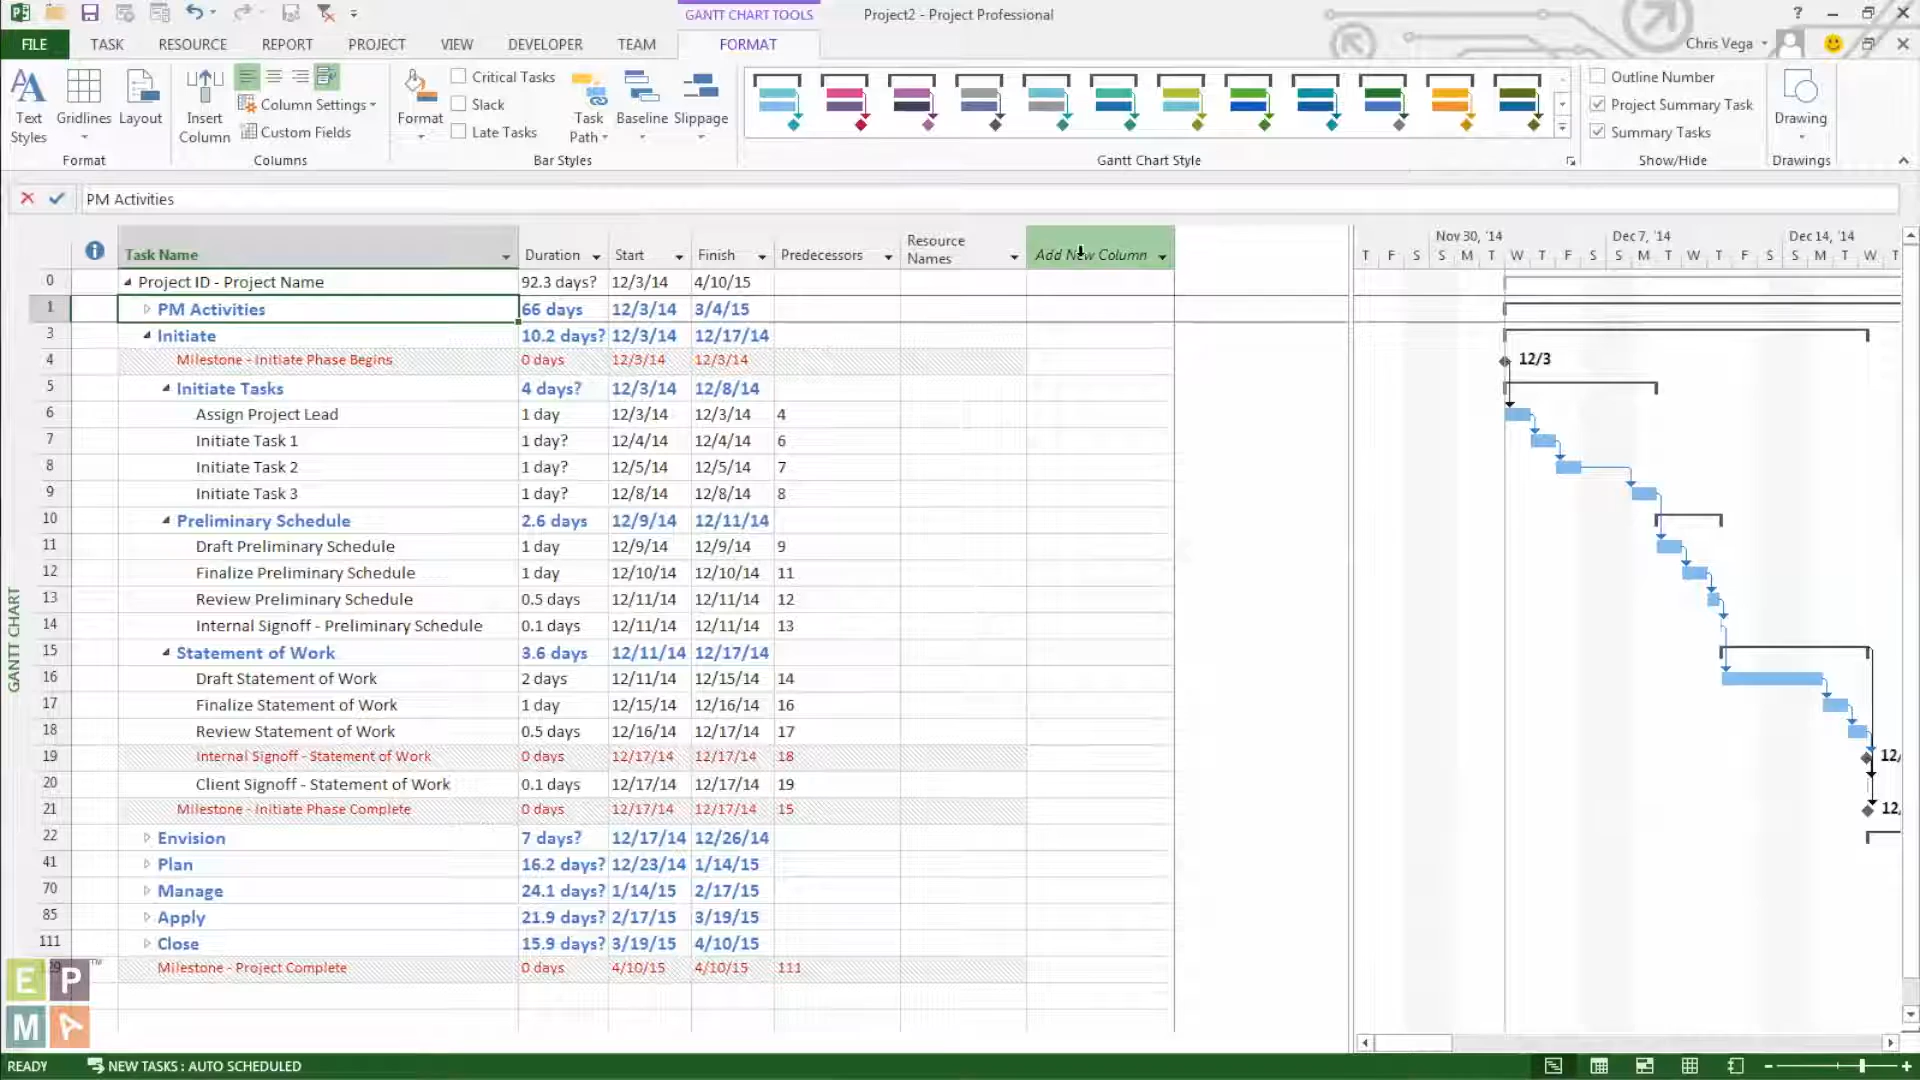 GANTT CHART TOOLS
Project2 - Project Professional
?
FILE TASK RESOURCE REPORT PROJECT VIEW DEVELOPER TEAM FORMAT
Chris Vega
Text Styles
Gridlines
Layout
Format
Insert Column
Column Settings
Custom Fields
Columns
Format
Critical Tasks
Slack
Late Tasks
Task Path
Baseline
Slippage
Bar Styles
Gantt Chart Style
Outline Number
Project Summary Task
Summary Tasks
Show/Hide
Drawing
Drawings
PM Activities
Task Name Duration Start Finish Predecessors Resource Names Add New Column
Nov 30, '14 Dec 7, '14 Dec 14, '14
T F S S M T W T F S S M T W T F S S M T W T
0 Project ID - Project Name 92.3 days? 12/3/14 4/10/15
1 PM Activities 66 days 12/3/14 3/4/15
3 Initiate 10.2 days? 12/3/14 12/17/14
4 Milestone - Initiate Phase Begins 0 days 12/3/14 12/3/14 12/3
5 Initiate Tasks 4 days? 12/3/14 12/8/14
6 Assign Project Lead 1 day 12/3/14 12/3/14 4
7 Initiate Task 1 1 day? 12/4/14 12/4/14 6
8 Initiate Task 2 1 day? 12/5/14 12/5/14 7
9 Initiate Task 3 1 day? 12/8/14 12/8/14 8
10 Preliminary Schedule 2.6 days 12/9/14 12/11/14
11 Draft Preliminary Schedule 1 day 12/9/14 12/9/14 9
12 Finalize Preliminary Schedule 1 day 12/10/14 12/10/14 11
13 Review Preliminary Schedule 0.5 days 12/11/14 12/11/14 12
14 Internal Signoff - Preliminary Schedule 0.1 days 12/11/14 12/11/14 13
15 Statement of Work 3.6 days 12/11/14 12/17/14
16 Draft Statement of Work 2 days 12/11/14 12/15/14 14
17 Finalize Statement of Work 1 day 12/15/14 12/16/14 16
18 Review Statement of Work 0.5 days 12/16/14 12/17/14 17
19 Internal Signoff - Statement of Work 0 days 12/17/14 12/17/14 18 12/
20 Client Signoff - Statement of Work 0.1 days 12/17/14 12/17/14 19
21 Milestone - Initiate Phase Complete 0 days 12/17/14 12/17/14 15 12/
22 Envision 7 days? 12/17/14 12/26/14
41 Plan 16.2 days? 12/23/14 1/14/15
70 Manage 24.1 days? 1/14/15 2/17/15
85 Apply 21.9 days? 2/17/15 3/19/15
111 Close 15.9 days? 3/19/15 4/10/15
129 Milestone - Project Complete 0 days 4/10/15 4/10/15 111
GANTT CHART
E P ™
M A
READY NEW TASKS : AUTO SCHEDULED